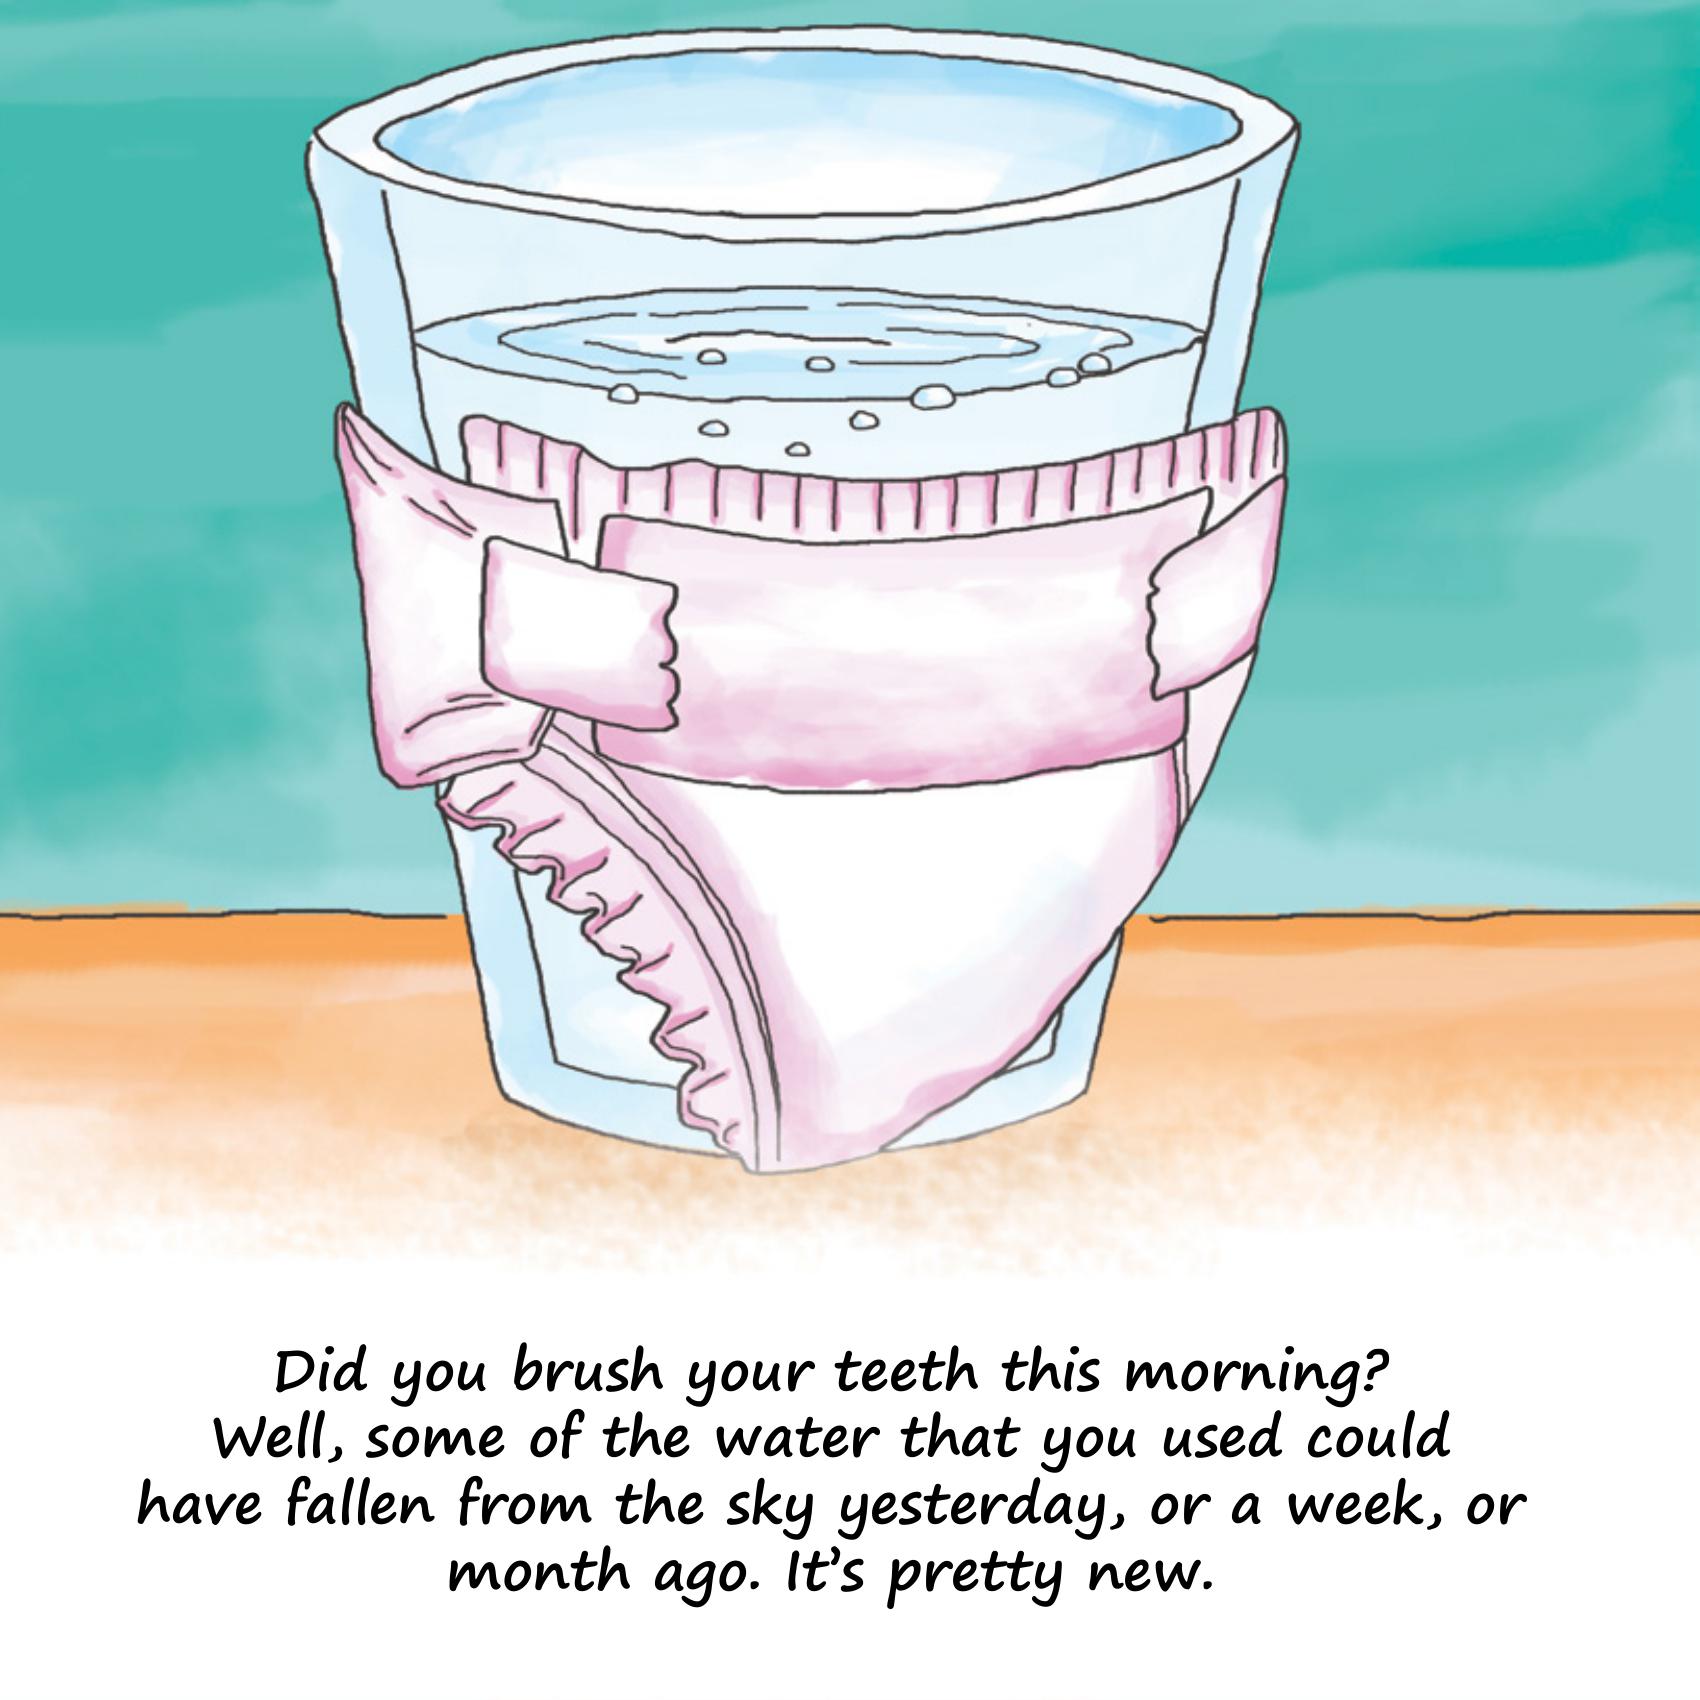 Did you brush your teeth this morning?
Well, some of the water that you used could
have fallen from the sky yesterday, or a week, or
month ago. It’s pretty new.